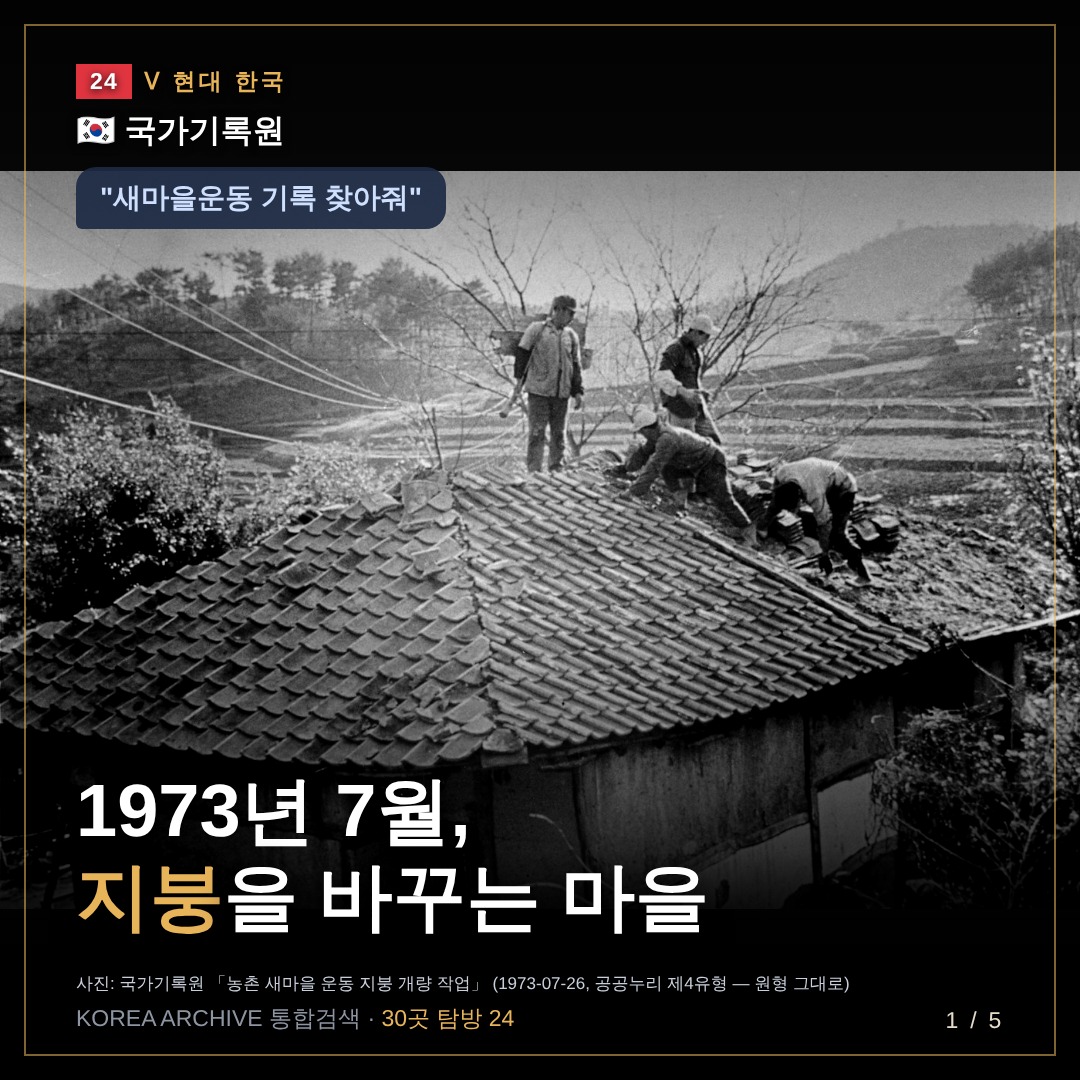 24 V 현대 한국
🇰🇷 국가기록원
"새마을운동 기록 찾아줘"
1973년 7월,
지붕을 바꾸는 마을
사진: 국가기록원 「농촌 새마을 운동 지붕 개량 작업」 (1973-07-26, 공공누리 제4유형 — 원형 그대로)
KOREA ARCHIVE 통합검색 · 30곳 탐방 24
1 / 5